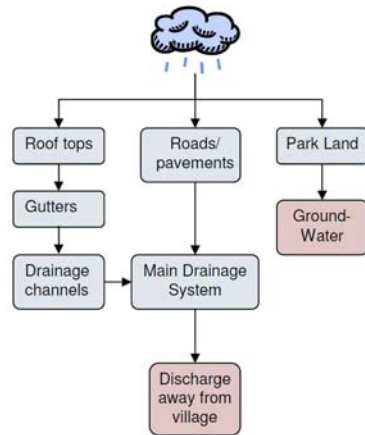 Roof tops
Roads/
pavements
Park Land
Gutters
Ground-
Water
Drainage
channels
Main Drainage
System
Discharge
away from
village